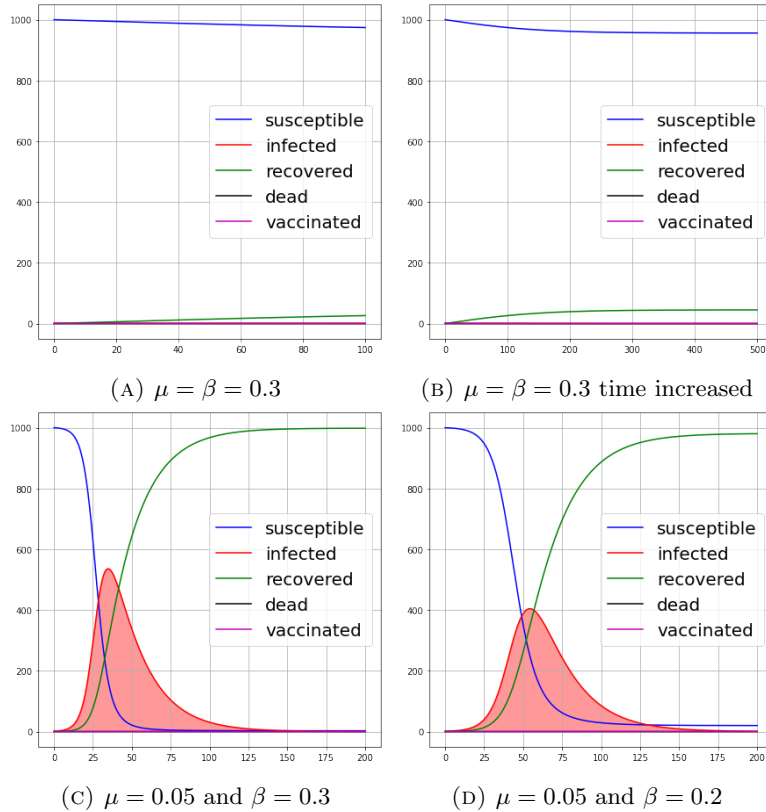 1000
800
600
400
200
0
susceptible
infected
recovered
dead
vaccinated
0 20 40 60 80 100
(A) μ = β = 0.3
1000
800
600
400
200
0
susceptible
infected
recovered
dead
vaccinated
0 100 200 300 400 500
(B) μ = β = 0.3 time increased
1000
800
600
400
200
0
susceptible
infected
recovered
dead
vaccinated
0 25 50 75 100 125 150 175 200
(C) μ = 0.05 and β = 0.3
1000
800
600
400
200
0
susceptible
infected
recovered
dead
vaccinated
0 25 50 75 100 125 150 175 200
(D) μ = 0.05 and β = 0.2